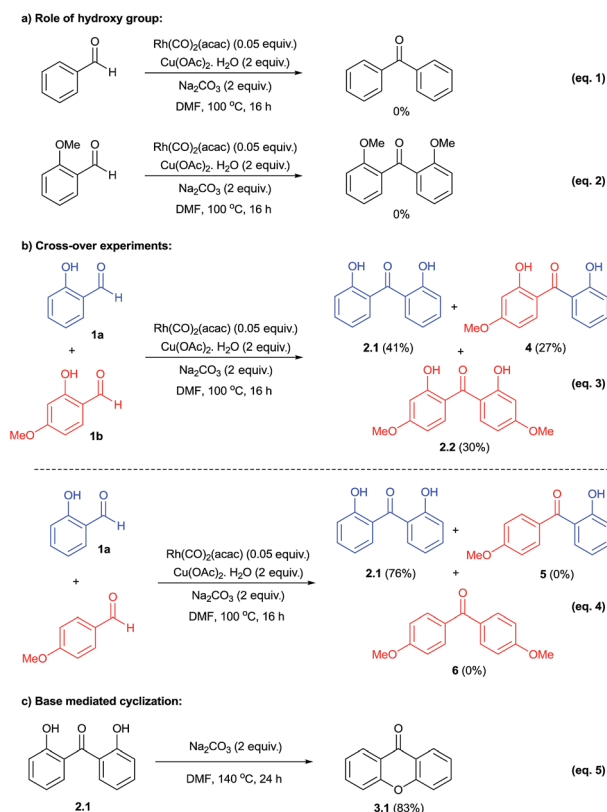 a) Role of hydroxy group:
O
H
Rh(CO)2(acac) (0.05 equiv.)
Cu(OAc)2. H2O (2 equiv.)
Na2CO3 (2 equiv.)
DMF, 100 °C, 16 h
O
0%
(eq. 1)
OMe O
H
Rh(CO)2(acac) (0.05 equiv.)
Cu(OAc)2. H2O (2 equiv.)
Na2CO3 (2 equiv.)
DMF, 100 °C, 16 h
OMe O OMe
0%
(eq. 2)
b) Cross-over experiments:
OH O
H
1a
+
OH O
H
MeO
1b
Rh(CO)2(acac) (0.05 equiv.)
Cu(OAc)2. H2O (2 equiv.)
Na2CO3 (2 equiv.)
DMF, 100 °C, 16 h
OH O OH
2.1 (41%)
+
OH O OH
MeO
4 (27%)
+
OH O OH
MeO OMe
2.2 (30%)
(eq. 3)
OH O
H
1a
+
O
H
MeO
Rh(CO)2(acac) (0.05 equiv.)
Cu(OAc)2. H2O (2 equiv.)
Na2CO3 (2 equiv.)
DMF, 100 °C, 16 h
OH O OH
2.1 (76%)
+
O OH
MeO
5 (0%)
+
O
MeO OMe
6 (0%)
(eq. 4)
c) Base mediated cyclization:
OH O OH
2.1
Na2CO3 (2 equiv.)
DMF, 140 °C, 24 h
O
O
3.1 (83%)
(eq. 5)